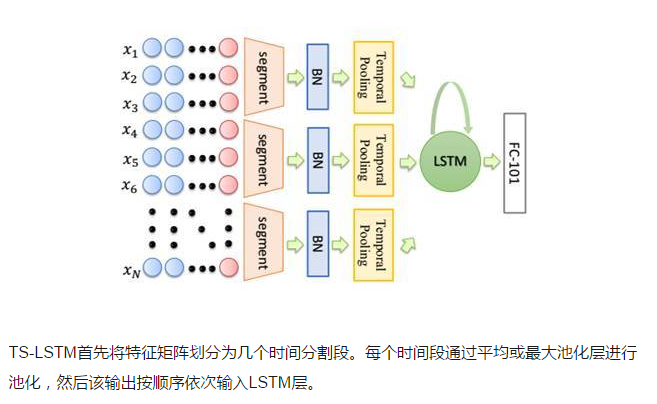 x1
x2
x3
x4
x5
x6
xN
segment
BN
Temporal Pooling
segment
BN
Temporal Pooling
segment
BN
Temporal Pooling
LSTM
FC-101
TS-LSTM首先将特征矩阵划分为几个时间分割段。每个时间段通过平均或最大池化层进行
池化，然后该输出按顺序依次输入LSTM层。